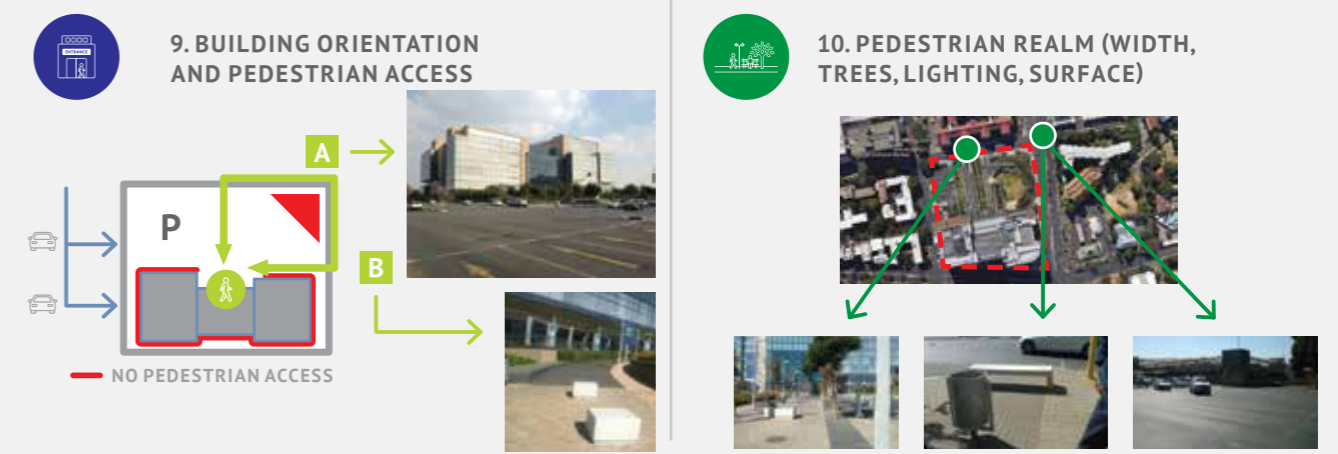 ENTRANCE
9. BUILDING ORIENTATION
AND PEDESTRIAN ACCESS
A
P
B
NO PEDESTRIAN ACCESS
10. PEDESTRIAN REALM (WIDTH,
TREES, LIGHTING, SURFACE)